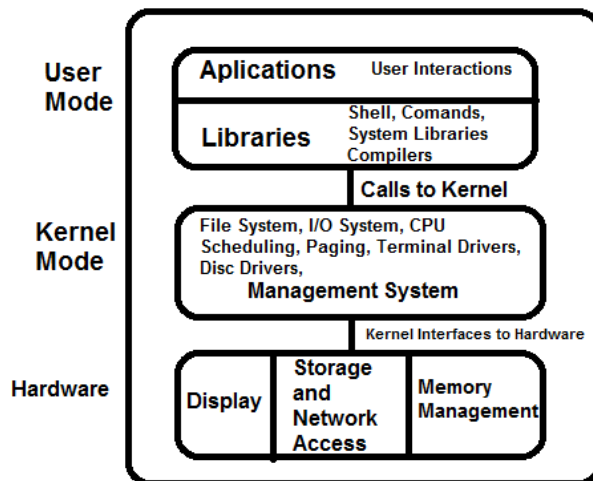 User
Mode
Aplications
User Interactions
Libraries
Shell, Comands,
System Libraries
Compilers
Calls to Kernel
Kernel
Mode
File System, I/O System, CPU
Scheduling, Paging, Terminal Drivers,
Disc Drivers,
Management System
Kernel Interfaces to Hardware
Hardware
Display
Storage
and
Network
Access
Memory
Management